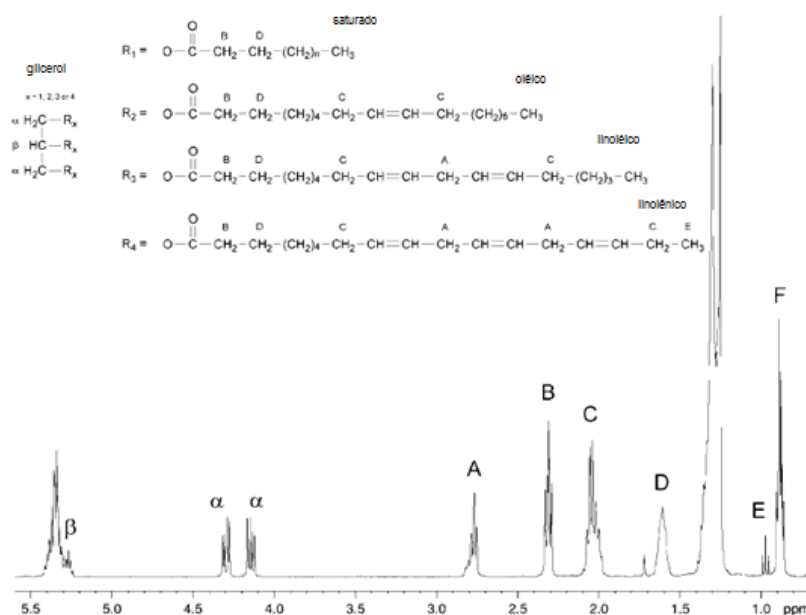 saturado
R₁ = O—C(=O)—CH₂—CH₂—(CH₂)ₙ—CH₃
B D
glicerol
x = 1, 2, 3 or 4
α H₂C—Rₓ
β HC—Rₓ
α H₂C—Rₓ
oléico
B D C C
R₂ = O—C(=O)—CH₂—CH₂—(CH₂)₄—CH₂—CH=CH—CH₂—(CH₂)₅—CH₃
linoléico
B D C A C
R₃ = O—C(=O)—CH₂—CH₂—(CH₂)₄—CH₂—CH=CH—CH₂—CH=CH—CH₂—(CH₂)₃—CH₃
linolênico
B D C A A C E
R₄ = O—C(=O)—CH₂—CH₂—(CH₂)₄—CH₂—CH=CH—CH₂—CH=CH—CH₂—CH=CH—CH₂—CH₃
β α α A B C D E F
5.5 5.0 4.5 4.0 3.5 3.0 2.5 2.0 1.5 1.0 ppm